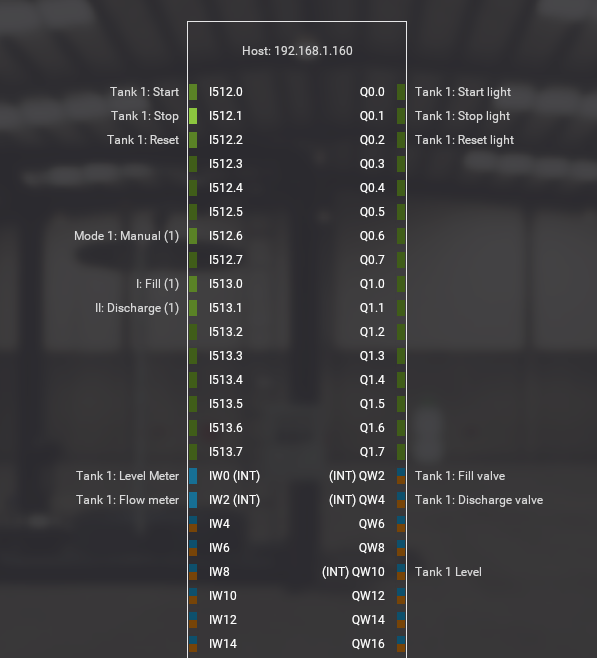 Host: 192.168.1.160
Tank 1: Start I512.0 Q0.0 Tank 1: Start light
Tank 1: Stop I512.1 Q0.1 Tank 1: Stop light
Tank 1: Reset I512.2 Q0.2 Tank 1: Reset light
I512.3 Q0.3
I512.4 Q0.4
I512.5 Q0.5
Mode 1: Manual (1) I512.6 Q0.6
I512.7 Q0.7
I: Fill (1) I513.0 Q1.0
II: Discharge (1) I513.1 Q1.1
I513.2 Q1.2
I513.3 Q1.3
I513.4 Q1.4
I513.5 Q1.5
I513.6 Q1.6
I513.7 Q1.7
Tank 1: Level Meter IW0 (INT) (INT) QW2 Tank 1: Fill valve
Tank 1: Flow meter IW2 (INT) (INT) QW4 Tank 1: Discharge valve
IW4 QW6
IW6 QW8
IW8 (INT) QW10 Tank 1 Level
IW10 QW12
IW12 QW14
IW14 QW16